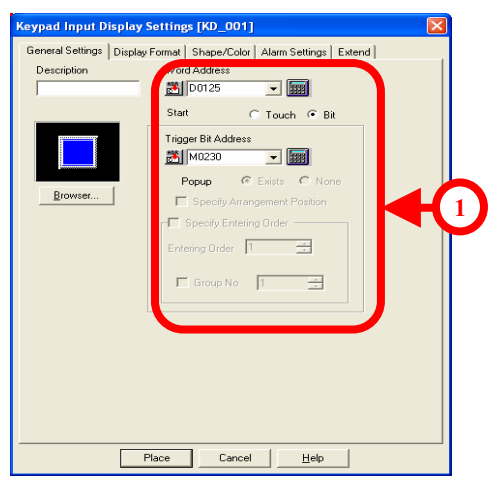 Keypad Input Display Settings [KD_001]
General Settings Display Format Shape/Color Alarm Settings Extend
Description Word Address
D0125
Start Touch Bit
Trigger Bit Address
M0230
Popup Exists None
Browser...
Specify Arrangement Position
1
Specify Entering Order
Entering Order 1
Group No 1
Place Cancel Help